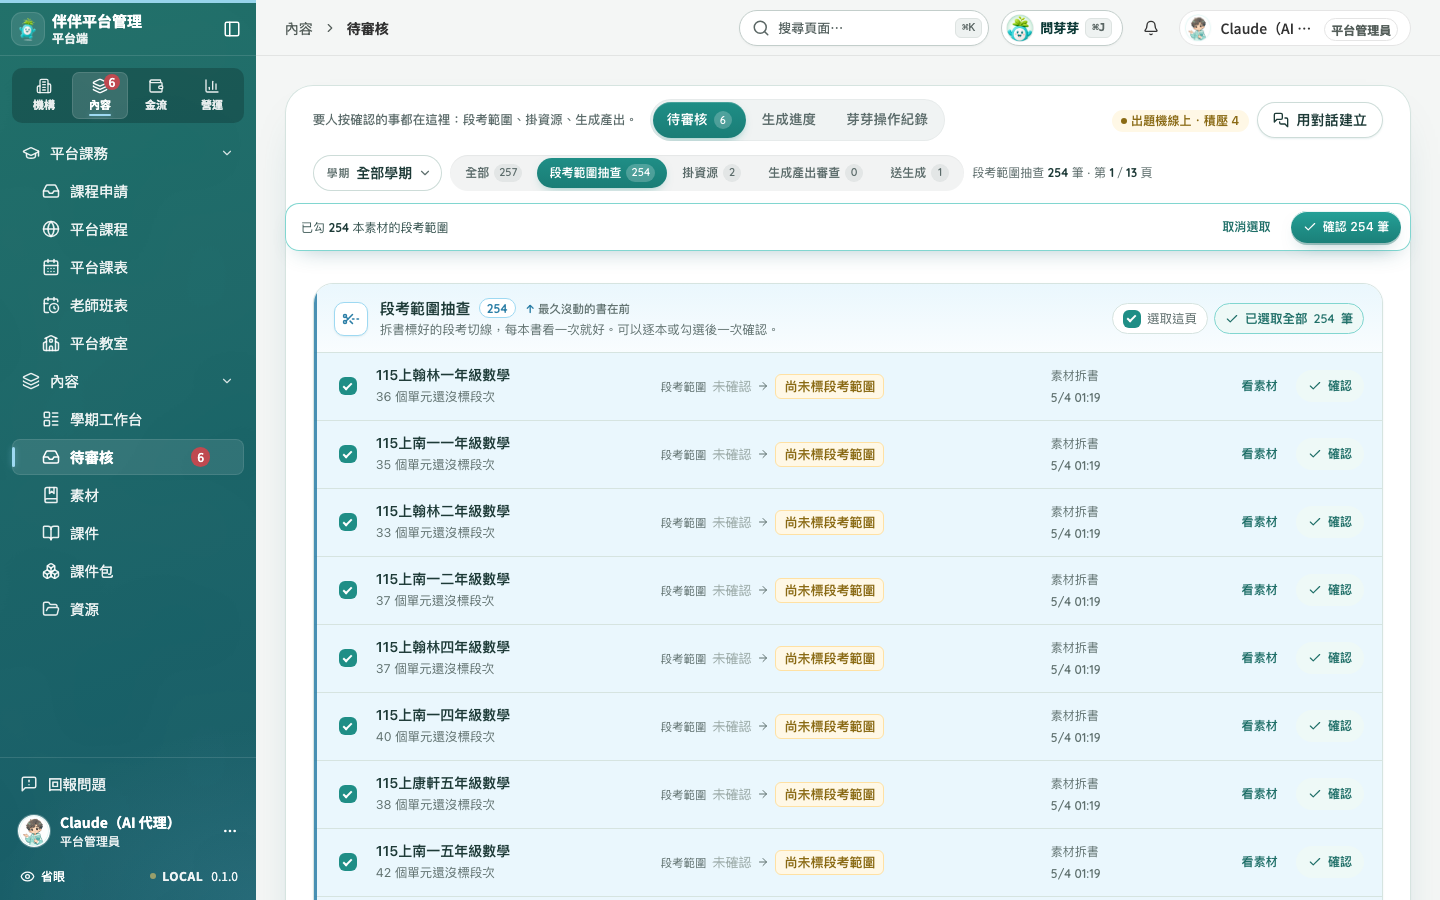 伴伴平台管理
平台端
機構
內容
6
金流
營運
平台課務
課程申請
平台課程
平台課表
老師班表
平台教室
內容
學期工作台
待審核
6
素材
課件
課件包
資源
回報問題
Claude（AI 代理）
平台管理員
省眼
LOCAL 0.1.0
內容 > 待審核
搜尋頁面… ⌘K
問芽芽 ⌘J
Claude（AI … 平台管理員
要人按確認的事都在這裡：段考範圍、掛資源、生成產出。
待審核 6
生成進度
芽芽操作紀錄
出題機線上 · 積壓 4
用對話建立
學期 全部學期
全部 257
段考範圍抽查 254
掛資源 2
生成產出審查 0
送生成 1
段考範圍抽查 254 筆 · 第 1 / 13 頁
已勾 254 本素材的段考範圍
取消選取
確認 254 筆
段考範圍抽查 254 ↑ 最久沒動的書在前
拆書標好的段考切線，每本書看一次就好。可以逐本或勾選後一次確認。
選取這頁
已選取全部 254 筆
115上翰林一年級數學
36 個單元還沒標段次
段考範圍 未確認 → 尚未標段考範圍
素材拆書
5/4 01:19
看素材
確認
115上南一一年級數學
35 個單元還沒標段次
段考範圍 未確認 → 尚未標段考範圍
素材拆書
5/4 01:19
看素材
確認
115上翰林二年級數學
33 個單元還沒標段次
段考範圍 未確認 → 尚未標段考範圍
素材拆書
5/4 01:19
看素材
確認
115上南一二年級數學
37 個單元還沒標段次
段考範圍 未確認 → 尚未標段考範圍
素材拆書
5/4 01:19
看素材
確認
115上翰林四年級數學
37 個單元還沒標段次
段考範圍 未確認 → 尚未標段考範圍
素材拆書
5/4 01:19
看素材
確認
115上南一四年級數學
40 個單元還沒標段次
段考範圍 未確認 → 尚未標段考範圍
素材拆書
5/4 01:19
看素材
確認
115上康軒五年級數學
38 個單元還沒標段次
段考範圍 未確認 → 尚未標段考範圍
素材拆書
5/4 01:19
看素材
確認
115上南一五年級數學
42 個單元還沒標段次
段考範圍 未確認 → 尚未標段考範圍
素材拆書
5/4 01:19
看素材
確認